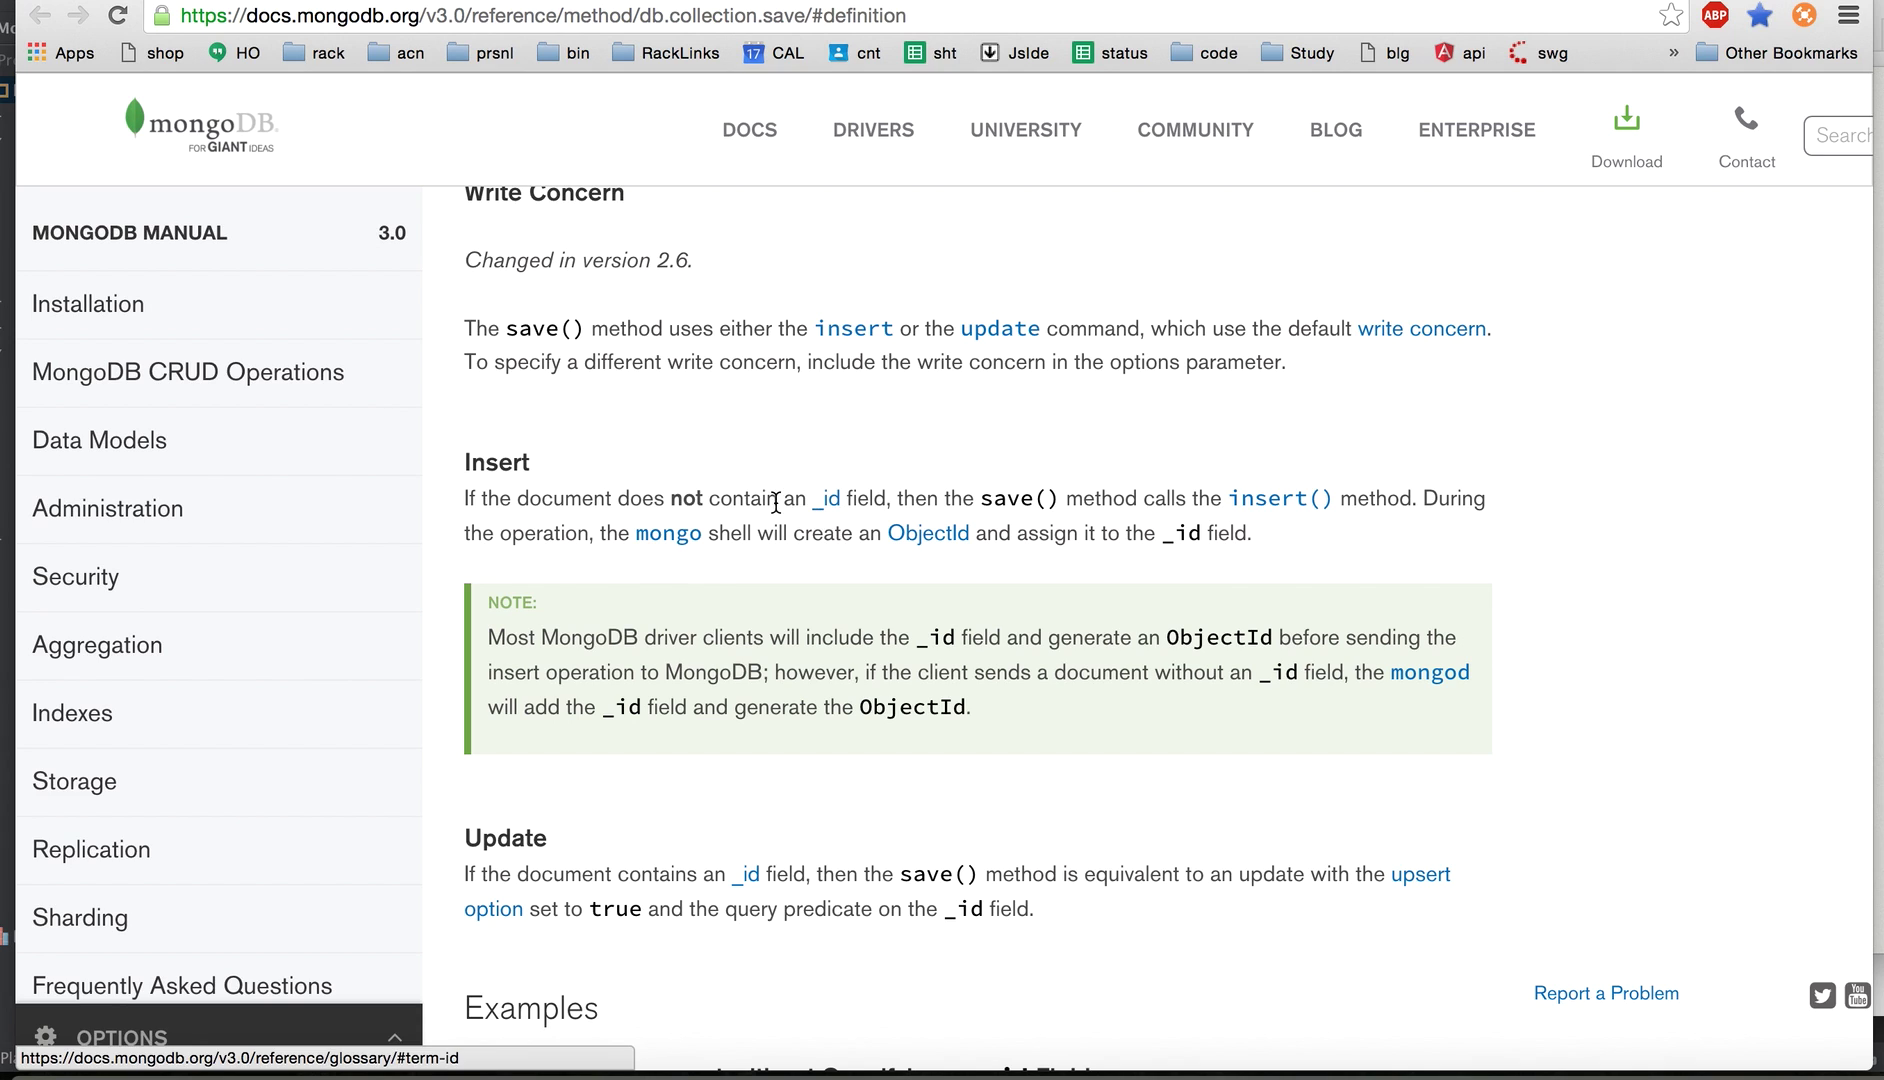 https://docs.mongodb.org/v3.0/reference/method/db.collection.save/#definition
ABP
Apps shop HO rack acn prsnl bin RackLinks 17 CAL cnt sht JsIde status code Study blg api swg » Other Bookmarks
mongoDB.
FOR GIANT IDEAS
DOCS DRIVERS UNIVERSITY COMMUNITY BLOG ENTERPRISE Download Contact Search
MONGODB MANUAL 3.0
Installation
MongoDB CRUD Operations
Data Models
Administration
Security
Aggregation
Indexes
Storage
Replication
Sharding
Frequently Asked Questions
OPTIONS
https://docs.mongodb.org/v3.0/reference/glossary/#term-id
Write Concern
Changed in version 2.6.
The save() method uses either the insert or the update command, which use the default write concern.
To specify a different write concern, include the write concern in the options parameter.
Insert
If the document does not contain an _id field, then the save() method calls the insert() method. During
the operation, the mongo shell will create an ObjectId and assign it to the _id field.
NOTE:
Most MongoDB driver clients will include the _id field and generate an ObjectId before sending the
insert operation to MongoDB; however, if the client sends a document without an _id field, the mongod
will add the _id field and generate the ObjectId.
Update
If the document contains an _id field, then the save() method is equivalent to an update with the upsert
option set to true and the query predicate on the _id field.
Examples
Report a Problem
You Tube